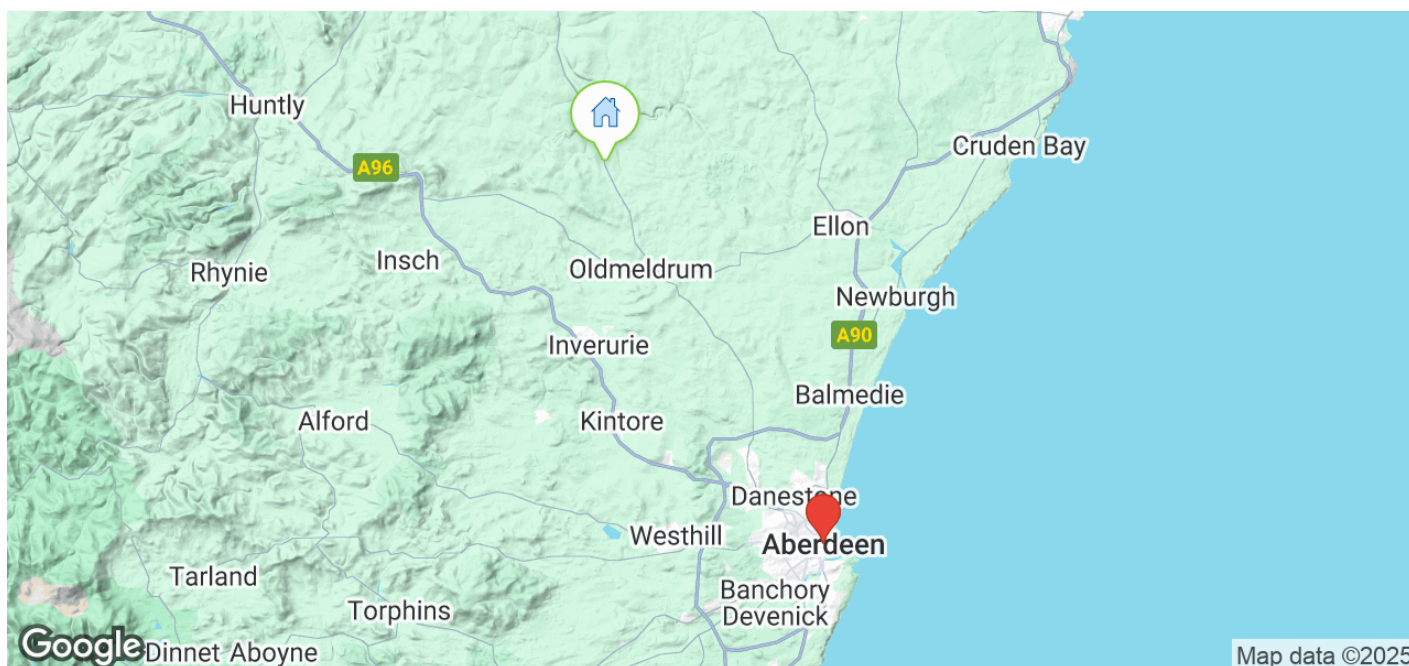 Huntly
Cruden Bay
A96
Ellon
Insch
Oldmeldrum
Rhynie
Newburgh
A90
Inverurie
Balmedie
Alford
Kintore
Danestone
Westhill
Aberdeen
Tarland
Banchory
Devenick
Torphins
Google
Dinnet
Aboyne
Map data ©2025